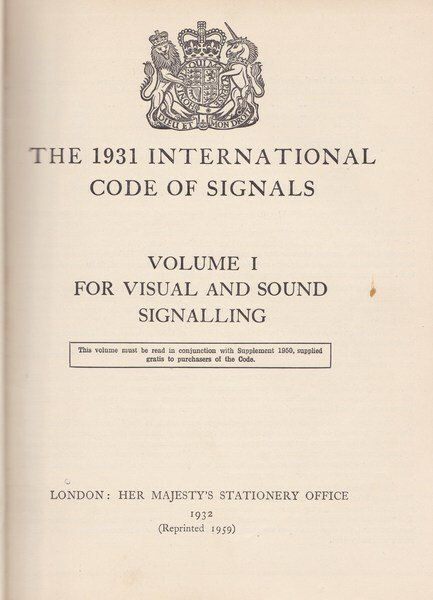 DIEU ET MON DROIT
THE 1931 INTERNATIONAL
CODE OF SIGNALS
VOLUME I
FOR VISUAL AND SOUND
SIGNALLING
This volume must be read in conjunction with Supplement 1950, supplied
gratis to purchasers of the Code.
LONDON: HER MAJESTY'S STATIONERY OFFICE
1932
(Reprinted 1959)